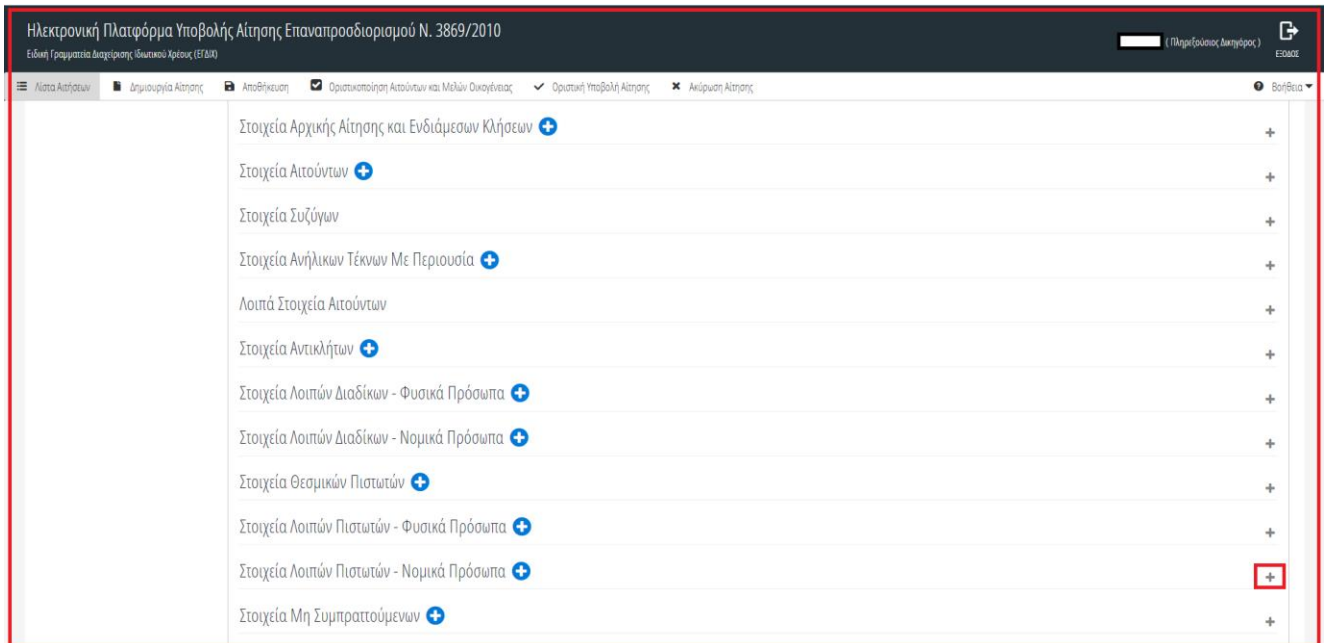 Ηλεκτρονική Πλατφόρμα Υποβολής Αίτησης Επαναπροσδιορισμού Ν. 3869/2010
Ειδική Γραμματεία Διαχείρισης Ιδιωτικού Χρέους (ΕΓΔΙΧ)
( Πληρεξούσιος Δικηγόρος )
ΕΞΟΔΟΣ
Λίστα Αιτήσεων Δημιουργία Αίτησης Αποθήκευση Οριστικοποίηση Αιτούντων και Μελών Οικογένειας Οριστική Υποβολή Αίτησης Ακύρωση Αίτησης Βοήθεια
Στοιχεία Αρχικής Αίτησης και Ενδιάμεσων Κλήσεων
Στοιχεία Αιτούντων
Στοιχεία Συζύγων
Στοιχεία Ανήλικων Τέκνων Με Περιουσία
Λοιπά Στοιχεία Αιτούντων
Στοιχεία Αντικλήτων
Στοιχεία Λοιπών Διαδίκων - Φυσικά Πρόσωπα
Στοιχεία Λοιπών Διαδίκων - Νομικά Πρόσωπα
Στοιχεία Θεσμικών Πιστωτών
Στοιχεία Λοιπών Πιστωτών - Φυσικά Πρόσωπα
Στοιχεία Λοιπών Πιστωτών - Νομικά Πρόσωπα
Στοιχεία Μη Συμπραττούμενων